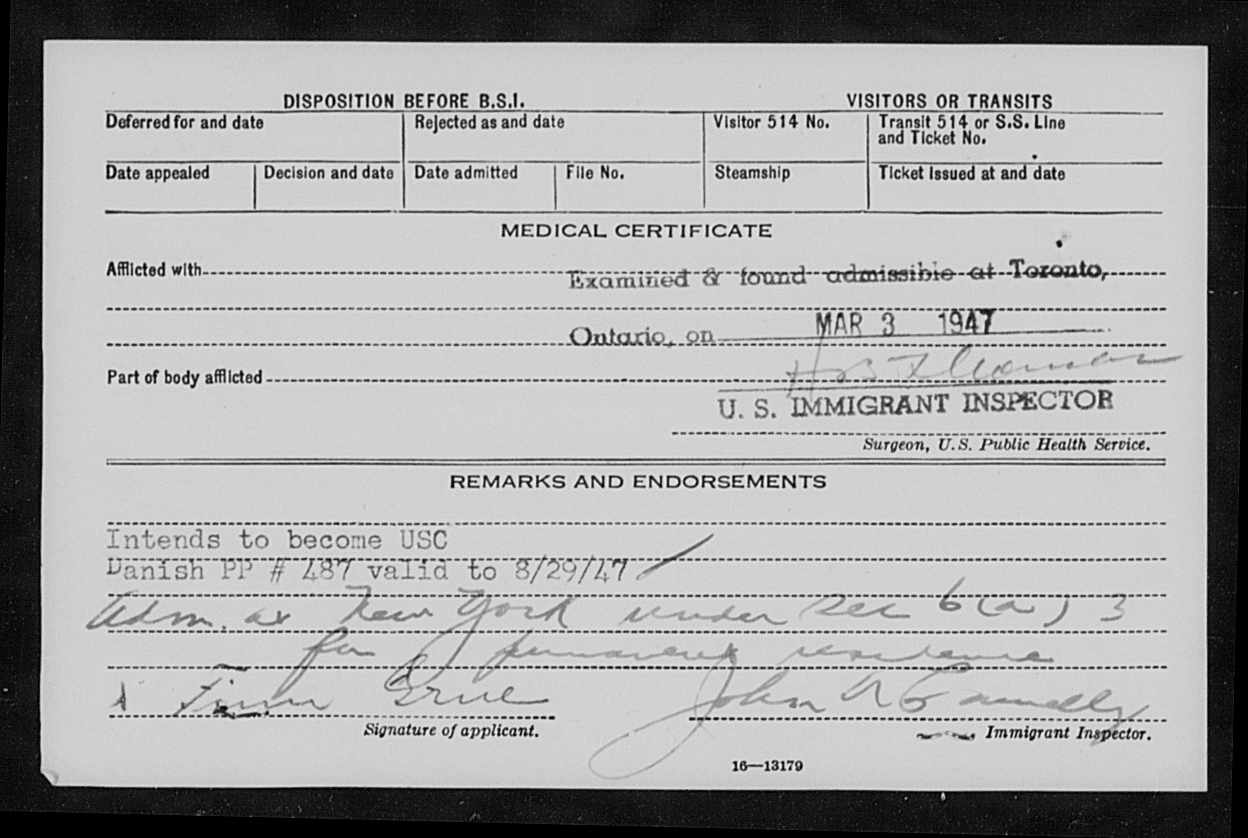 DISPOSITION BEFORE B.S.I. VISITORS OR TRANSITS
Deferred for and date Rejected as and date Visitor 514 No. Transit 514 or S.S. Line and Ticket No.
Date appealed Decision and date Date admitted File No. Steamship Ticket issued at and date
MEDICAL CERTIFICATE
Afflicted with
Examined & found admissible at Toronto,
Ontario, on MAR 3 1947
Part of body afflicted
U. S. IMMIGRANT INSPECTOR
Surgeon, U.S. Public Health Service.
REMARKS AND ENDORSEMENTS
Intends to become USC
Danish PP # 487 valid to 8/29/47
Adm. at New York under Sec 6(a) 3
for permanent residence
Finn John
Signature of applicant. Immigrant Inspector.
16—13179